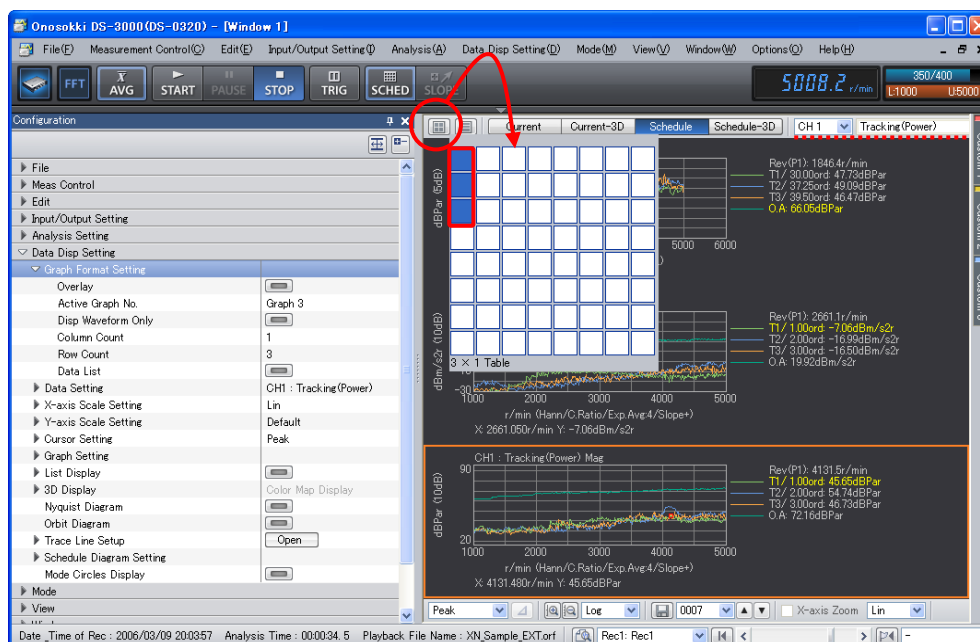 Onosokki DS-3000(DS-0320) - [Window 1]
File(F) Measurement Control(C) Edit(E) Input/Output Setting(I) Analysis(A) Data Disp Setting(D) Mode(M) View(V) Window(W) Options(O) Help(H)
FFT X AVG START PAUSE STOP TRIG SCHED SLOPE 5008.2 r/min 350/400
L:1000 U:5000
Configuration
Current Current-3D Schedule Schedule-3D CH 1 Tracking(Power)
File
Meas Control
Edit
Input/Output Setting
Analysis Setting
Data Disp Setting
Graph Format Setting
Overlay
Active Graph No. Graph 3
Disp Waveform Only
Column Count 1
Row Count 3
Data List
Data Setting CH1 : Tracking(Power)
X-axis Scale Setting Lin
Y-axis Scale Setting Default
Cursor Setting Peak
Graph Setting
List Display
3D Display Color Map Display
Nyquist Diagram
Orbit Diagram
Trace Line Setup Open
Schedule Diagram Setting
Mode Circles Display
Mode
View
dBPar (5dB)
Rev(P1): 1846.4r/min
T1/ 30.00ord: 47.73dBPar
T2/ 37.25ord: 49.09dBPar
T3/ 39.50ord: 46.47dBPar
O.A: 66.05dBPar
5000 6000
3 × 1 Table
dBm/s2r (10dB)
Rev(P1): 2661.1r/min
T1/ 1.00ord: -7.06dBm/s2r
T2/ 2.00ord: -16.99dBm/s2r
T3/ 3.00ord: -16.50dBm/s2r
O.A: 19.92dBm/s2r
-30
1000 2000 3000 4000 5000
r/min (Hann/C.Ratio/Exp.Avg:4/Slope+)
X: 2661.050r/min Y: -7.06dBm/s2r
CH1 : Tracking(Power) Mag
90
dBPar (10dB)
20
Rev(P1): 4131.5r/min
T1/ 1.00ord: 45.65dBPar
T2/ 2.00ord: 54.74dBPar
T3/ 3.00ord: 46.73dBPar
O.A: 72.16dBPar
1000 2000 3000 4000 5000
r/min (Hann/C.Ratio/Exp.Avg:4/Slope+)
X: 4131.480r/min Y: 45.65dBPar
Peak Log 0007 X-axis Zoom Lin
Date _Time of Rec : 2006/03/09 20:03:57 Analysis Time : 00:00:34. 5 Playback File Name : XN_Sample_EXT.orf Rec1: Rec1